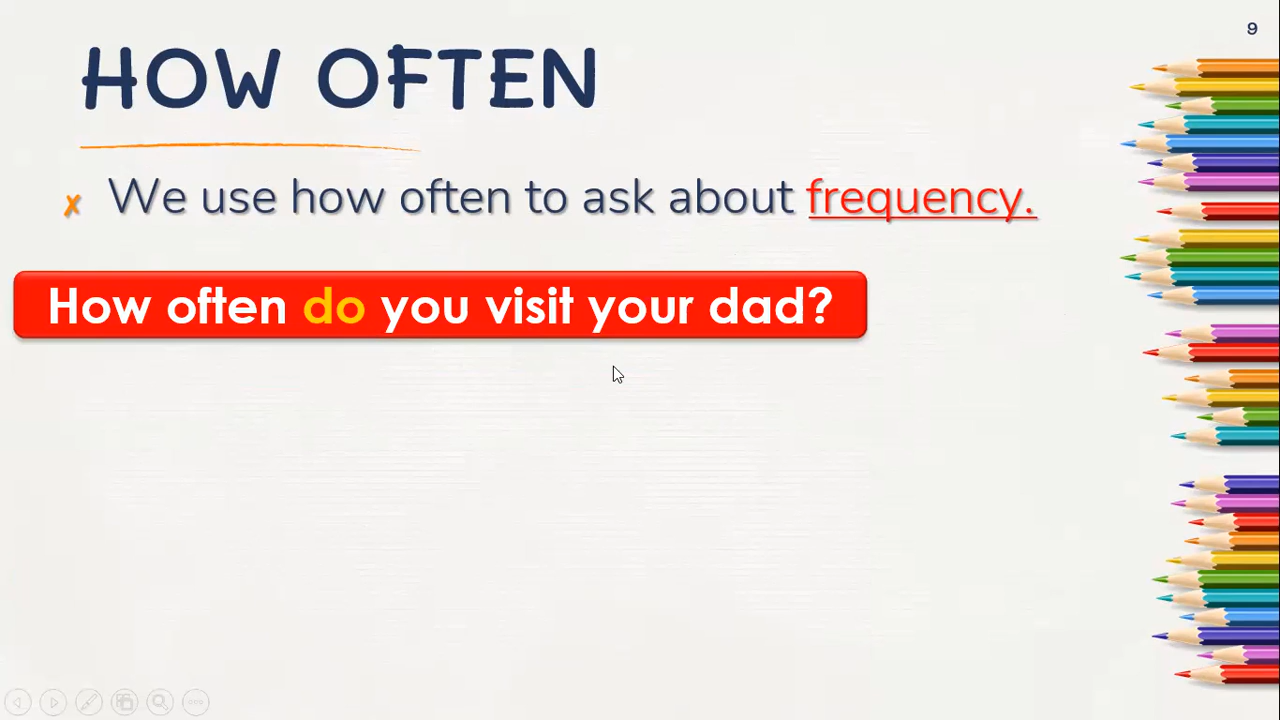 9
HOW OFTEN
x We use how often to ask about frequency.
How often do you visit your dad?